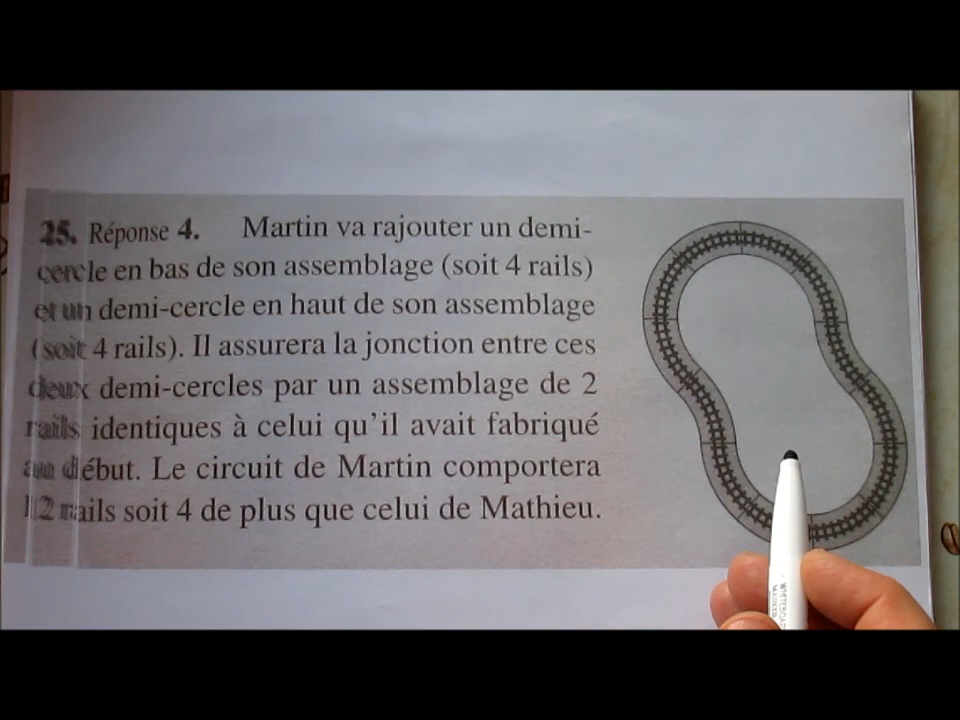 25. Réponse 4. Martin va rajouter un demi-
cercle en bas de son assemblage (soit 4 rails)
et un demi-cercle en haut de son assemblage
(soit 4 rails). Il assurera la jonction entre ces
deux demi-cercles par un assemblage de 2
rails identiques à celui qu'il avait fabriqué
au début. Le circuit de Martin comportera
12 rails soit 4 de plus que celui de Mathieu.